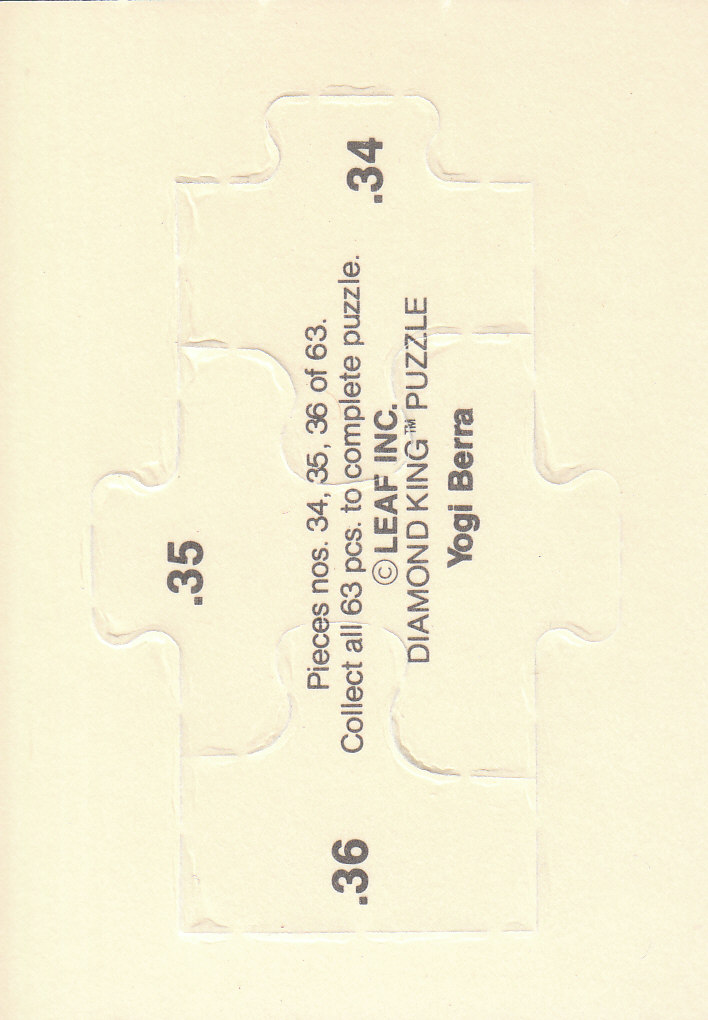 .34
Pieces nos. 34, 35, 36 of 63.
Collect all 63 pcs. to complete puzzle.
© LEAF INC.
DIAMOND KING™ PUZZLE
Yogi Berra
.35
.36